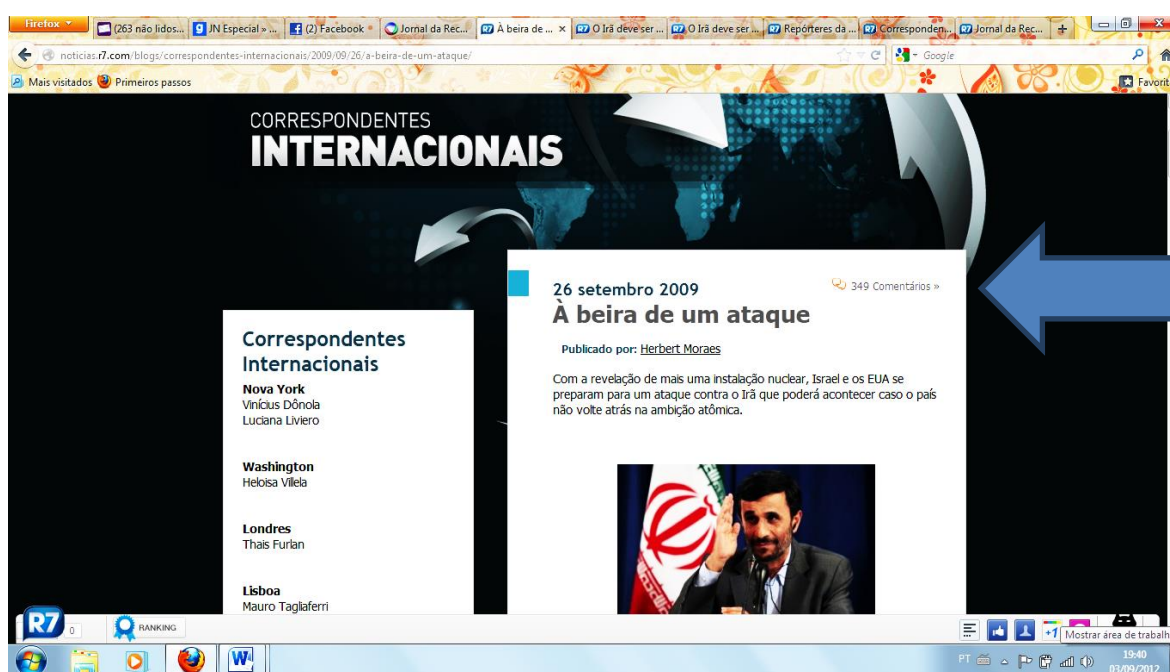 Firefox
(263 não lidos...
JN Especial » ...
(2) Facebook
Jornal da Rec...
À beira de ...
O Irã deve ser ...
O Irã deve ser ...
Repórteres da ...
Corresponden...
Jornal da Rec...
noticias.r7.com/blogs/correspondentes-internacionais/2009/09/26/a-beira-de-um-ataque/
Google
Mais visitados
Primeiros passos
Favorit
CORRESPONDENTES
INTERNACIONAIS
26 setembro 2009
349 Comentários »
À beira de um ataque
Publicado por: Herbert Moraes
Com a revelação de mais uma instalação nuclear, Israel e os EUA se
preparam para um ataque contra o Irã que poderá acontecer caso o país
não volte atrás na ambição atômica.
Correspondentes
Internacionais
Nova York
Vinícius Dônola
Luciana Liviero
Washington
Heloisa Villela
Londres
Thais Furlan
Lisboa
Mauro Tagliaferri
R7
0
RANKING
+1
Mostrar área de trabalh
PT
19:40
03/09/2012